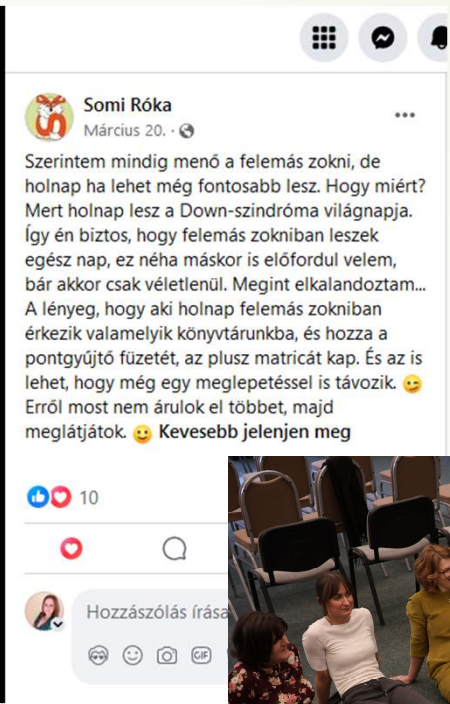 Somi Róka
Március 20. ·
Szerintem mindig menő a felemás zokni, de
holnap ha lehet még fontosabb lesz. Hogy miért?
Mert holnap lesz a Down-szindróma világnapja.
Így én biztos, hogy felemás zokniban leszek
egész nap, ez néha máskor is előfordul velem,
bár akkor csak véletlenül. Megint elkalandoztam...
A lényeg, hogy aki holnap felemás zokniban
érkezik valamelyik könyvtárunkba, és hozza a
pontgyűjtő füzetét, az plusz matricát kap. És az is
lehet, hogy még egy meglepetéssel is távozik. 😉
Erről most nem árulok el többet, majd
meglátjátok. 🙂 Kevesebb jelenjen meg
10
Hozzászólás írása
GIF